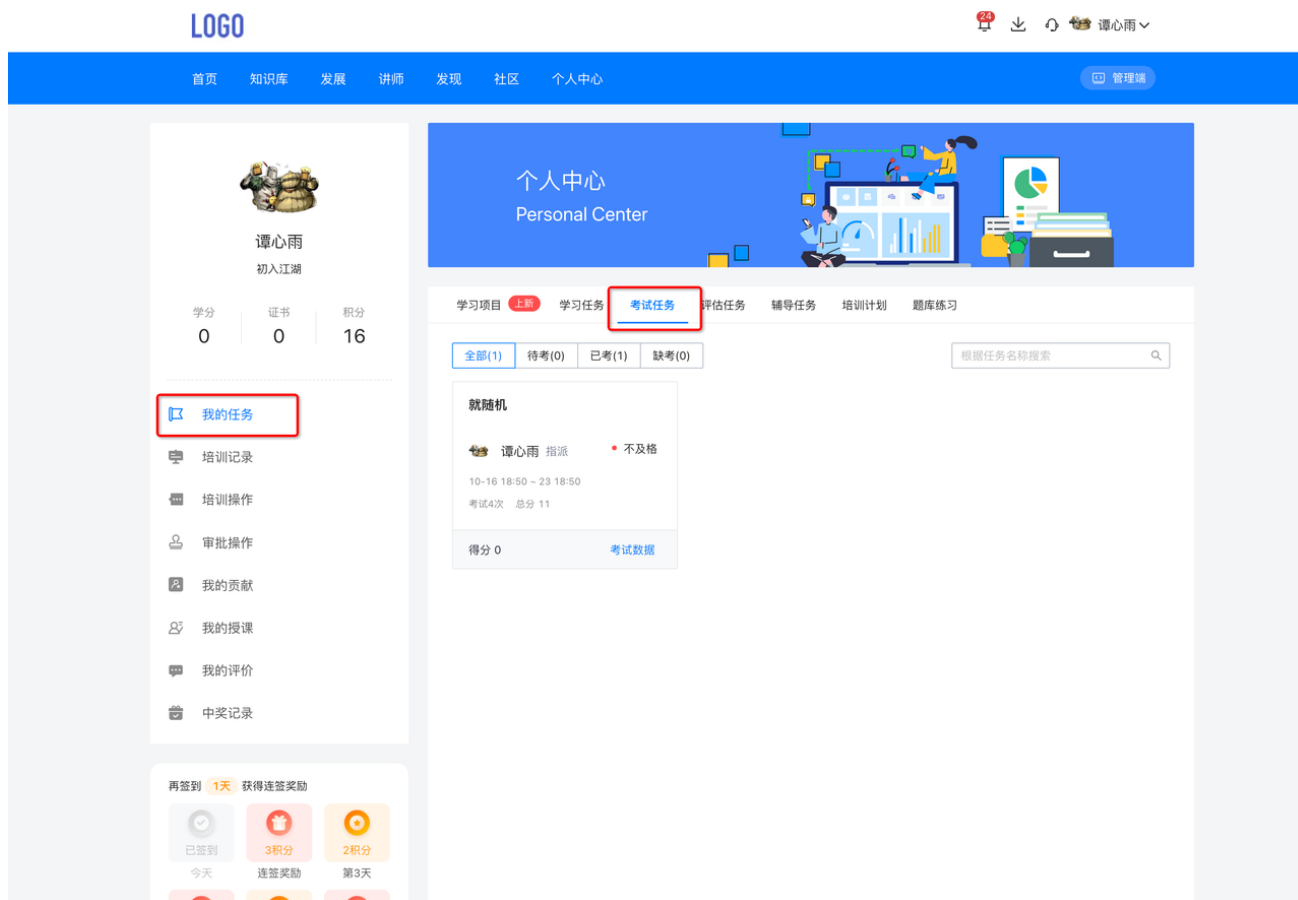 LOGO
24
谭心雨
首页 知识库 发展 讲师 发现 社区 个人中心 管理端
谭心雨
初入江湖
学分 证书 积分
0 0 16
我的任务
培训记录
培训操作
审批操作
我的贡献
我的授课
我的评价
中奖记录
再签到 1天 获得连签奖励
已签到 3积分 2积分
今天 连签奖励 第3天
个人中心
Personal Center
学习项目 上新 学习任务 考试任务 评估任务 辅导任务 培训计划 题库练习
全部(1) 待考(0) 已考(1) 缺考(0) 根据任务名称搜索
就随机
谭心雨 指派 不及格
10-16 18:50 ~ 23 18:50
考试4次 总分 11
得分 0 考试数据